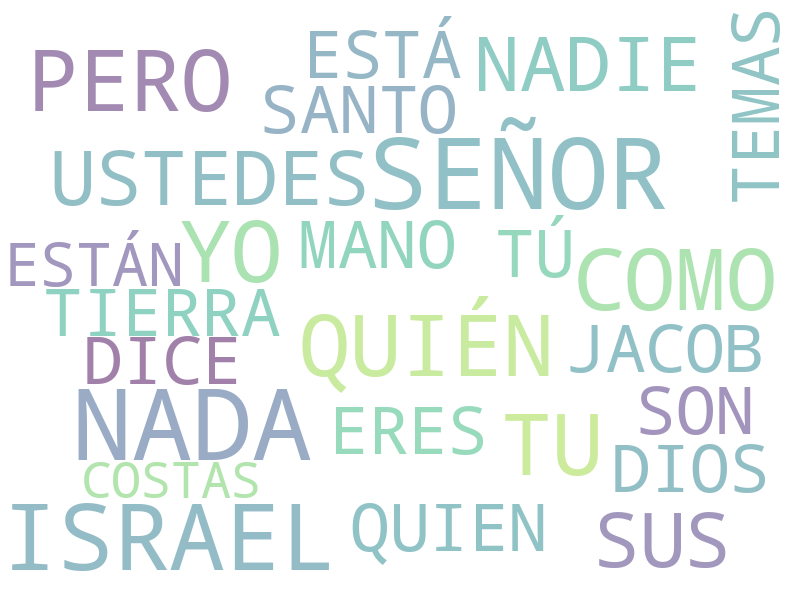 PERO ESTÁ NADIE TEMAS
SANTO
USTEDES SEÑOR
ESTÁN YO MANO TÚ COMO
TIERRA
DICE QUIÉN JACOB
NADA ERES TU SON
COSTAS DIOS
ISRAEL QUIEN SUS